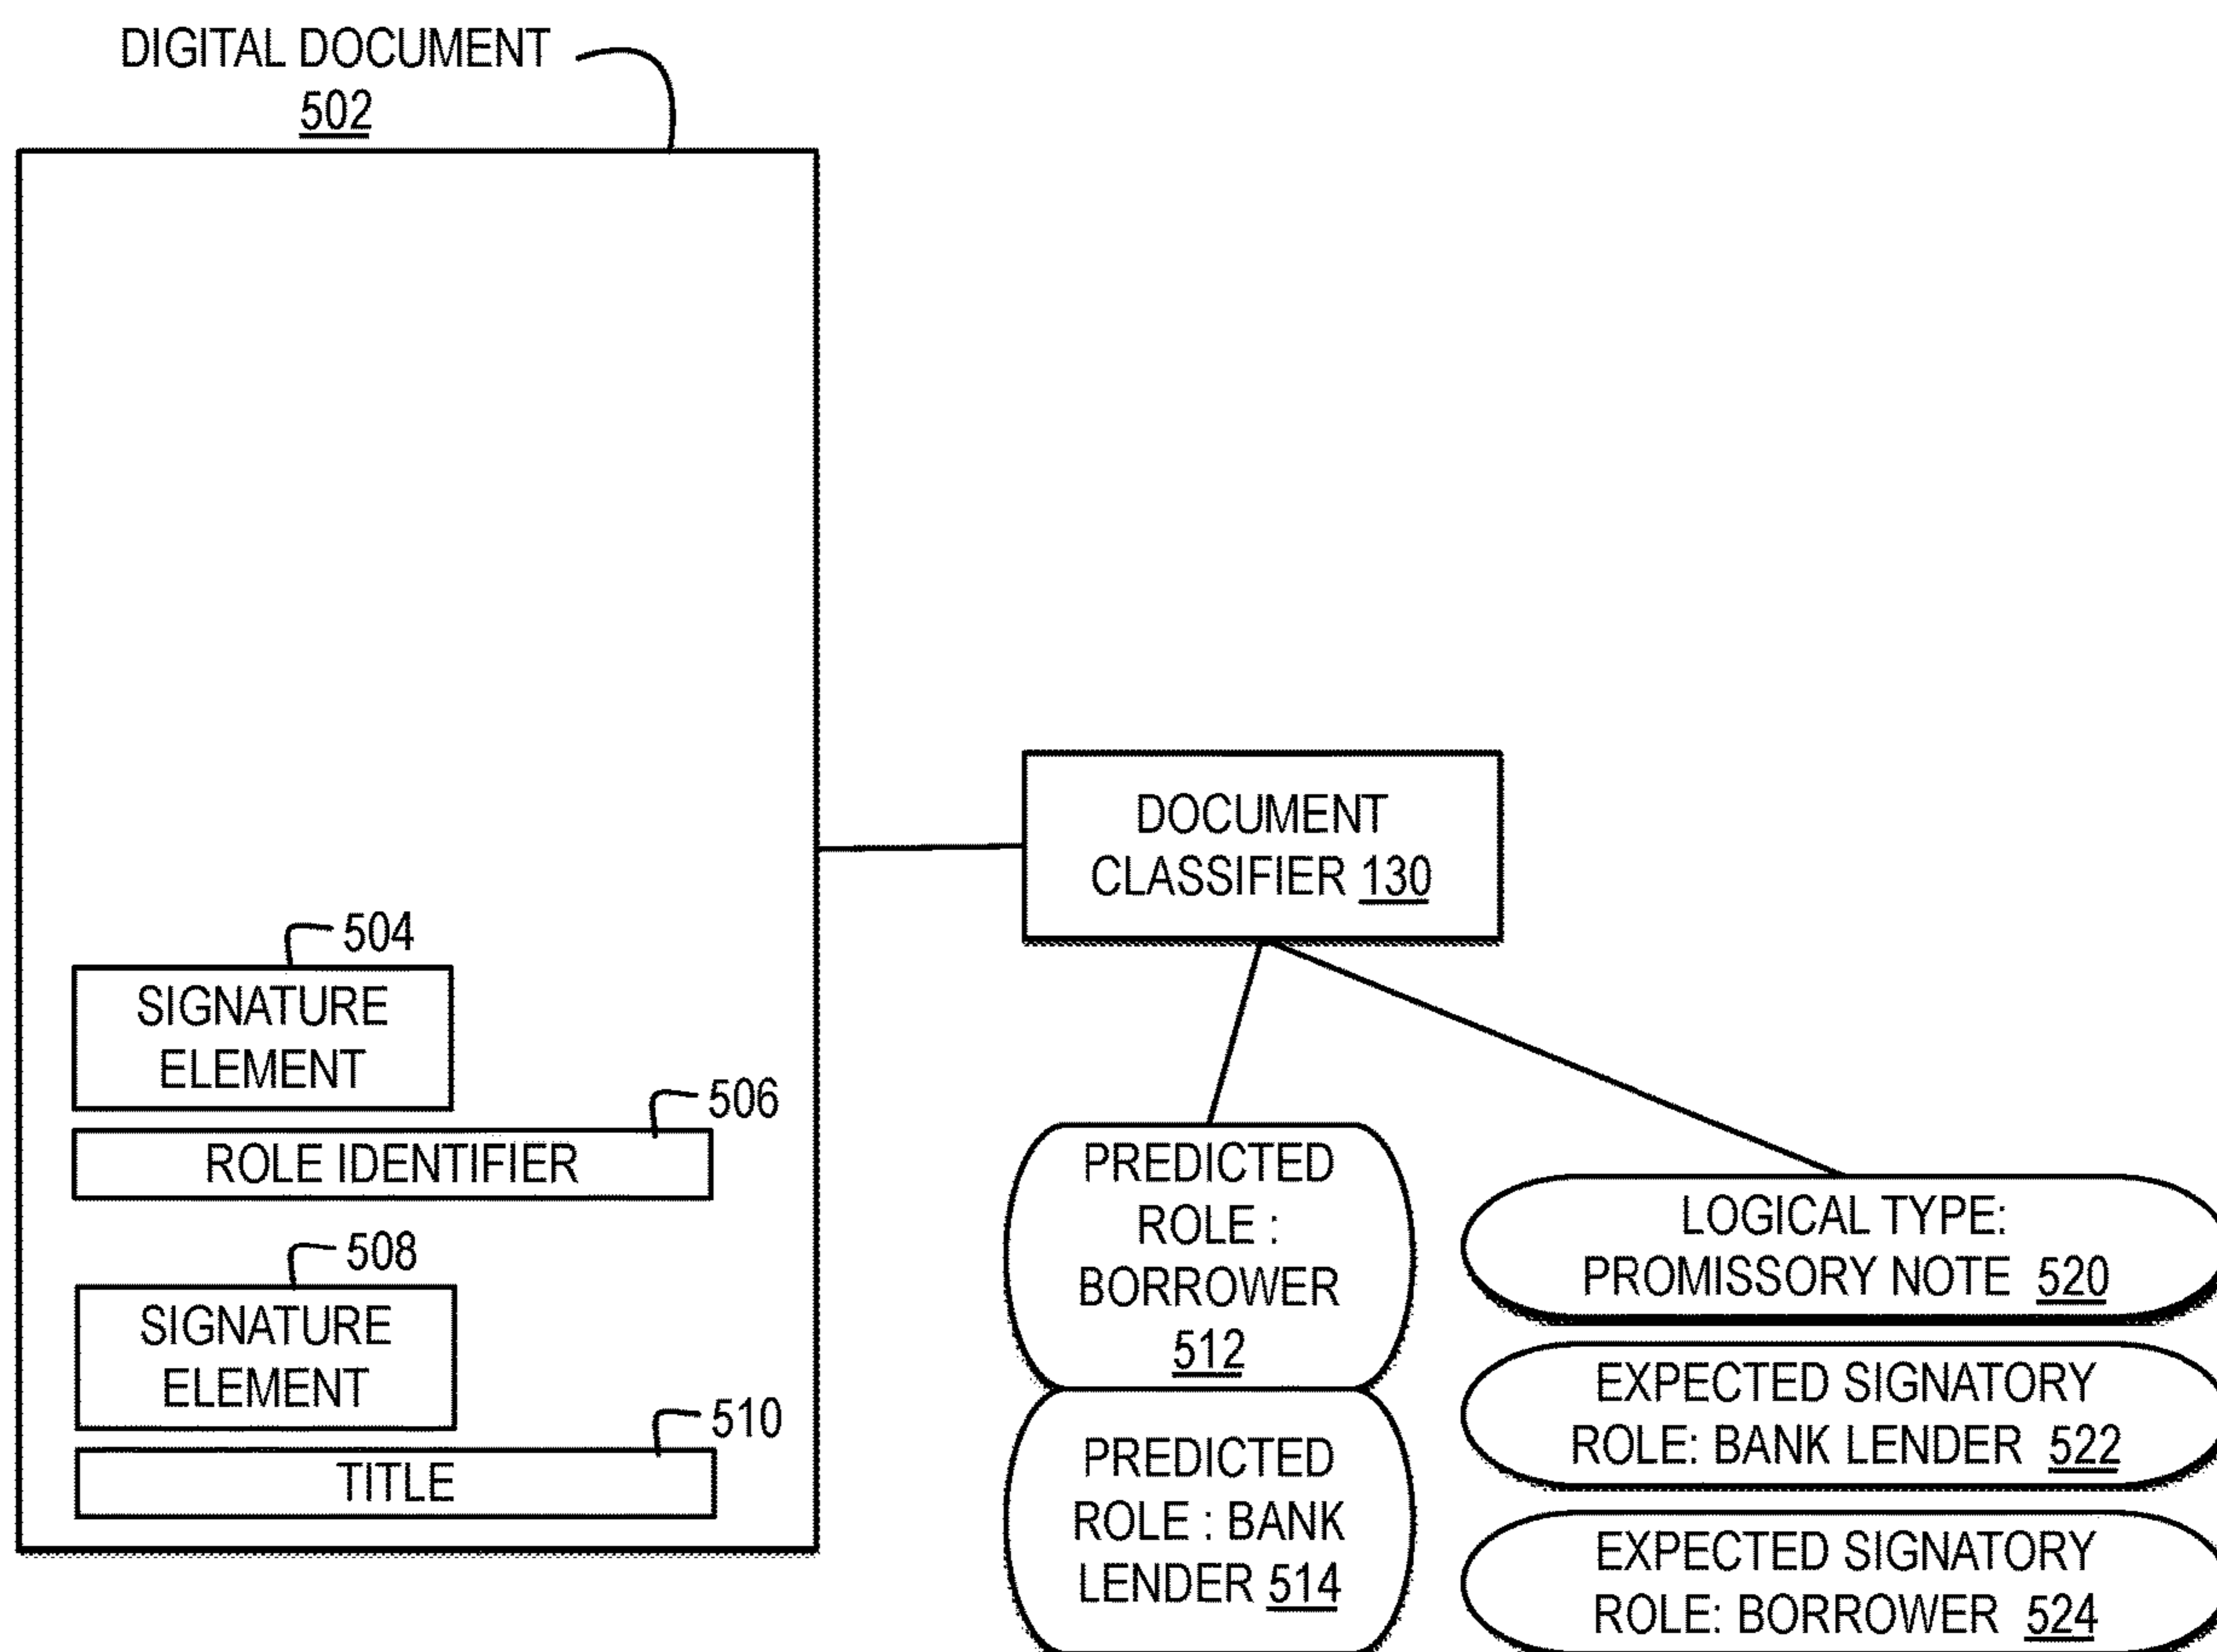 DIGITAL DOCUMENT
502
504
SIGNATURE
ELEMENT
506
ROLE IDENTIFIER
508
SIGNATURE
ELEMENT
510
TITLE
DOCUMENT
CLASSIFIER 130
PREDICTED
ROLE :
BORROWER
512
PREDICTED
ROLE : BANK
LENDER 514
LOGICAL TYPE:
PROMISSORY NOTE 520
EXPECTED SIGNATORY
ROLE: BANK LENDER 522
EXPECTED SIGNATORY
ROLE: BORROWER 524